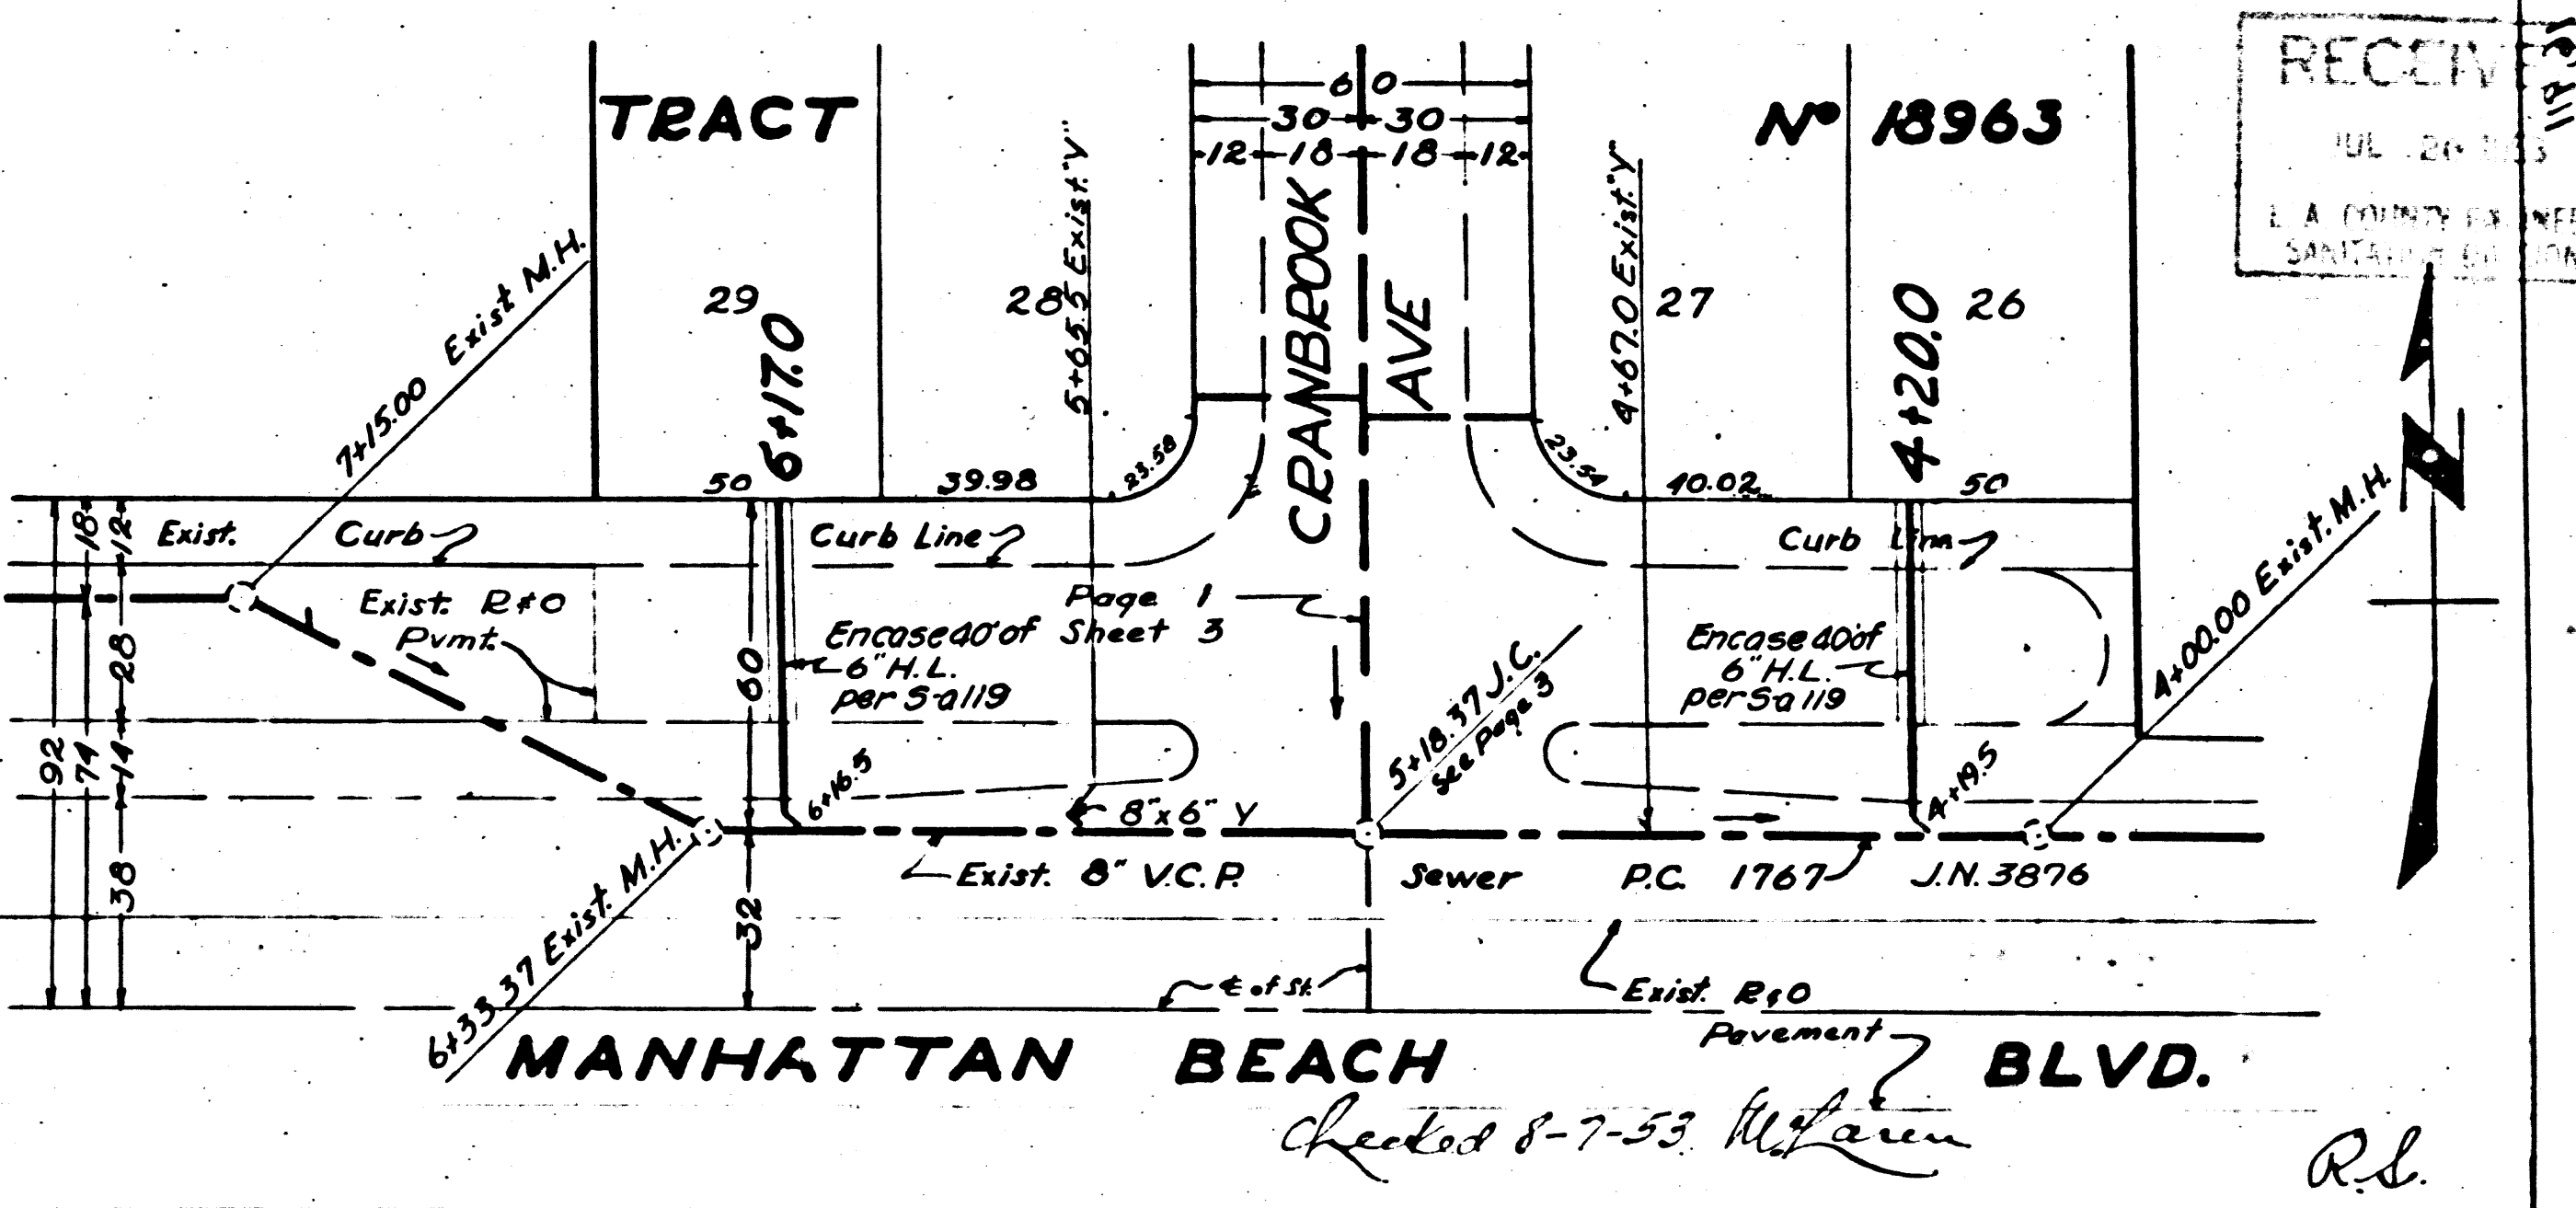 TRACT
Nº 18963
RECEIV
JUL 20
L.A. COUNTY
60
30 30
12 18 18 12
CRANBROOK
AVE
7+15.00 Exist M.H.
29
6+17.0
28
5+65.5 Exist."Y"
4+67.0 Exist."Y"
27
4+20.0
26
N
50
39.98
23.58
23.54
40.02
50
4+00.00 Exist. M.H.
92
18
74
12
28
14
38
Exist. Curb
Curb Line
Curb Line
Exist. R&O
Pvmt.
Page 1
Sheet 3
Encase 40' of
6" H.L.
per S-a119
60
32
Encase 40' of
6" H.L.
per S-a119
5+18.37 J.C.
See Page 3
6+16.5
8"x6" Y
4+19.5
6+33.37 Exist. M.H.
Exist. 8" V.C.P. Sewer P.C. 1767 J.N. 3876
℄ of St.
Exist. R&O
Pavement
MANHATTAN BEACH BLVD.
Checked 8-7-53 McLaren
R.S.